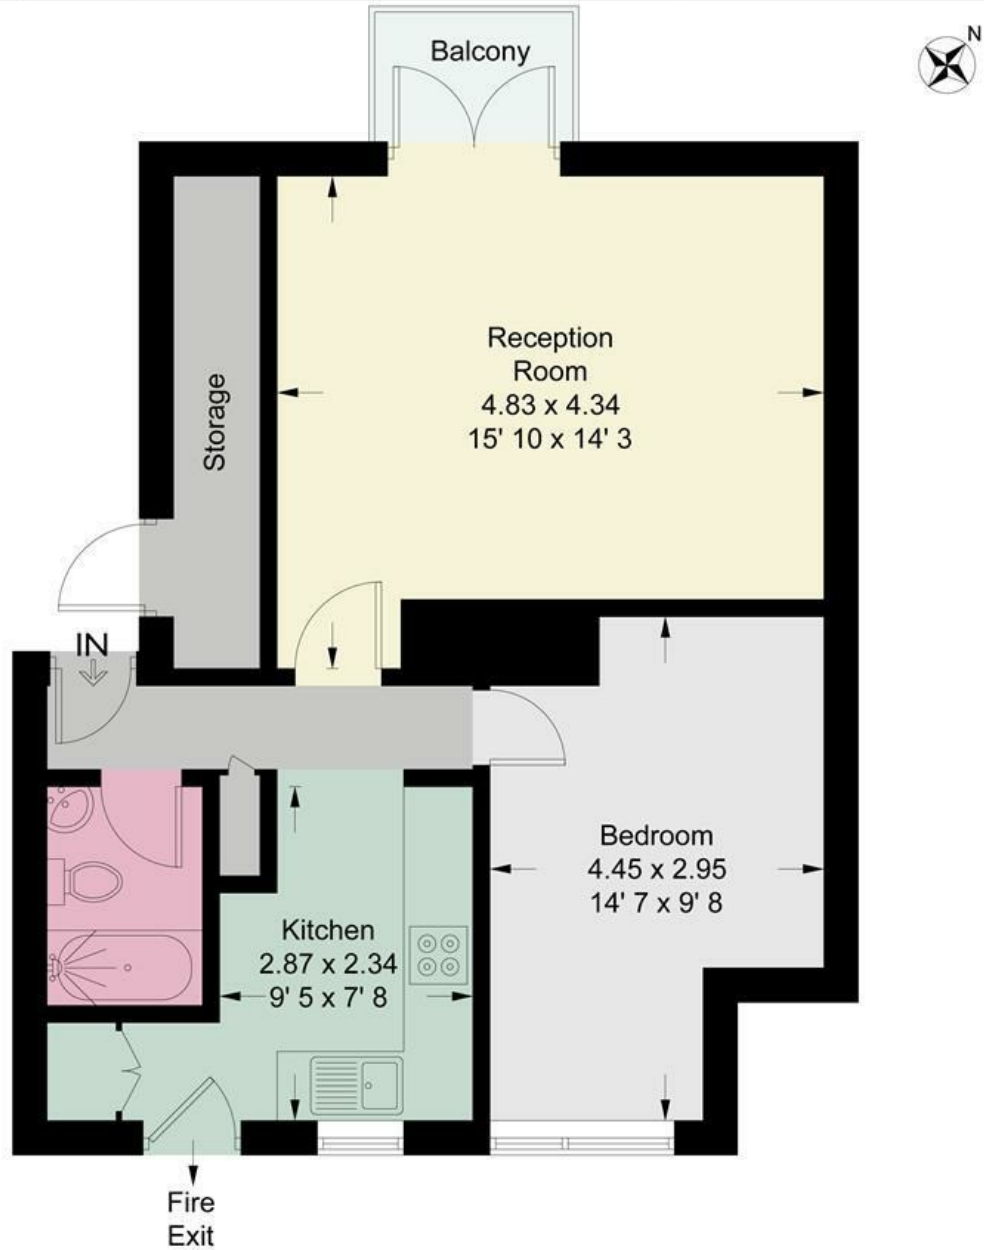 N
Balcony
Reception
Room
4.83 x 4.34
15' 10 x 14' 3
Storage
IN
Bedroom
4.45 x 2.95
14' 7 x 9' 8
Kitchen
2.87 x 2.34
9' 5 x 7' 8
Fire
Exit